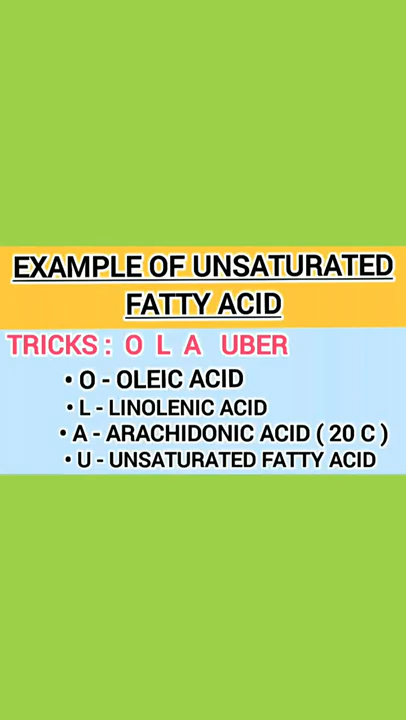 EXAMPLE OF UNSATURATED
FATTY ACID
TRICKS : O L A UBER
• O - OLEIC ACID
• L - LINOLENIC ACID
• A - ARACHIDONIC ACID ( 20 C )
• U - UNSATURATED FATTY ACID